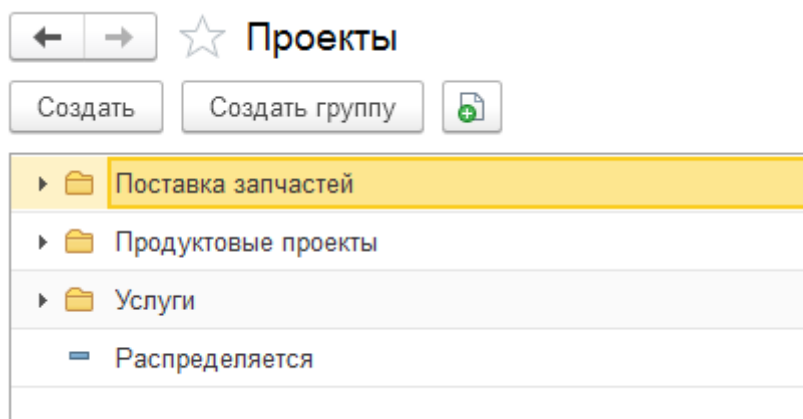 Проекты
Создать Создать группу
Поставка запчастей
Продуктовые проекты
Услуги
Распределяется